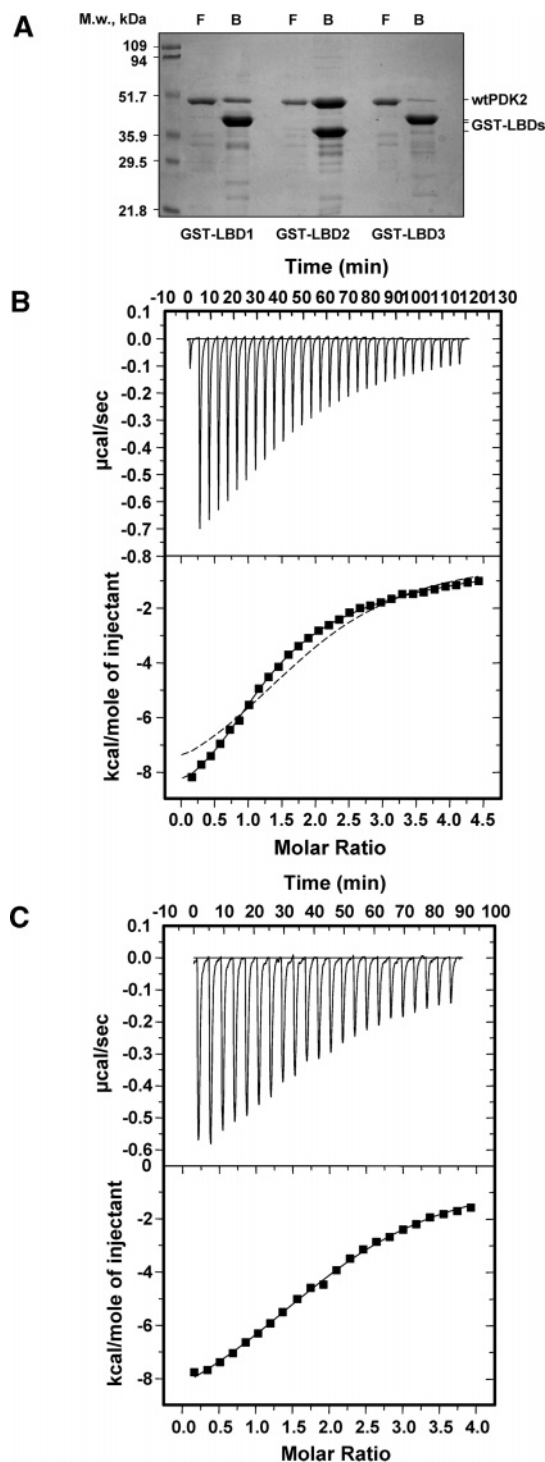 A
M.w., kDa F B F B F B
109
94
51.7
35.9
29.5
21.8
wtPDK2
GST-LBDs
GST-LBD1 GST-LBD2 GST-LBD3
B
Time (min)
-10 0 10 20 30 40 50 60 70 80 90 100 110 120 130
0.1
0.0
-0.1
-0.2
-0.3
-0.4
-0.5
-0.6
-0.7
-0.8
µcal/sec
-2
-4
-6
-8
kcal/mole of injectant
0.0 0.5 1.0 1.5 2.0 2.5 3.0 3.5 4.0 4.5
Molar Ratio
C
Time (min)
-10 0 10 20 30 40 50 60 70 80 90 100
0.1
0.0
-0.1
-0.2
-0.3
-0.4
-0.5
-0.6
µcal/sec
0
-2
-4
-6
-8
kcal/mole of injectant
0.0 0.5 1.0 1.5 2.0 2.5 3.0 3.5 4.0
Molar Ratio